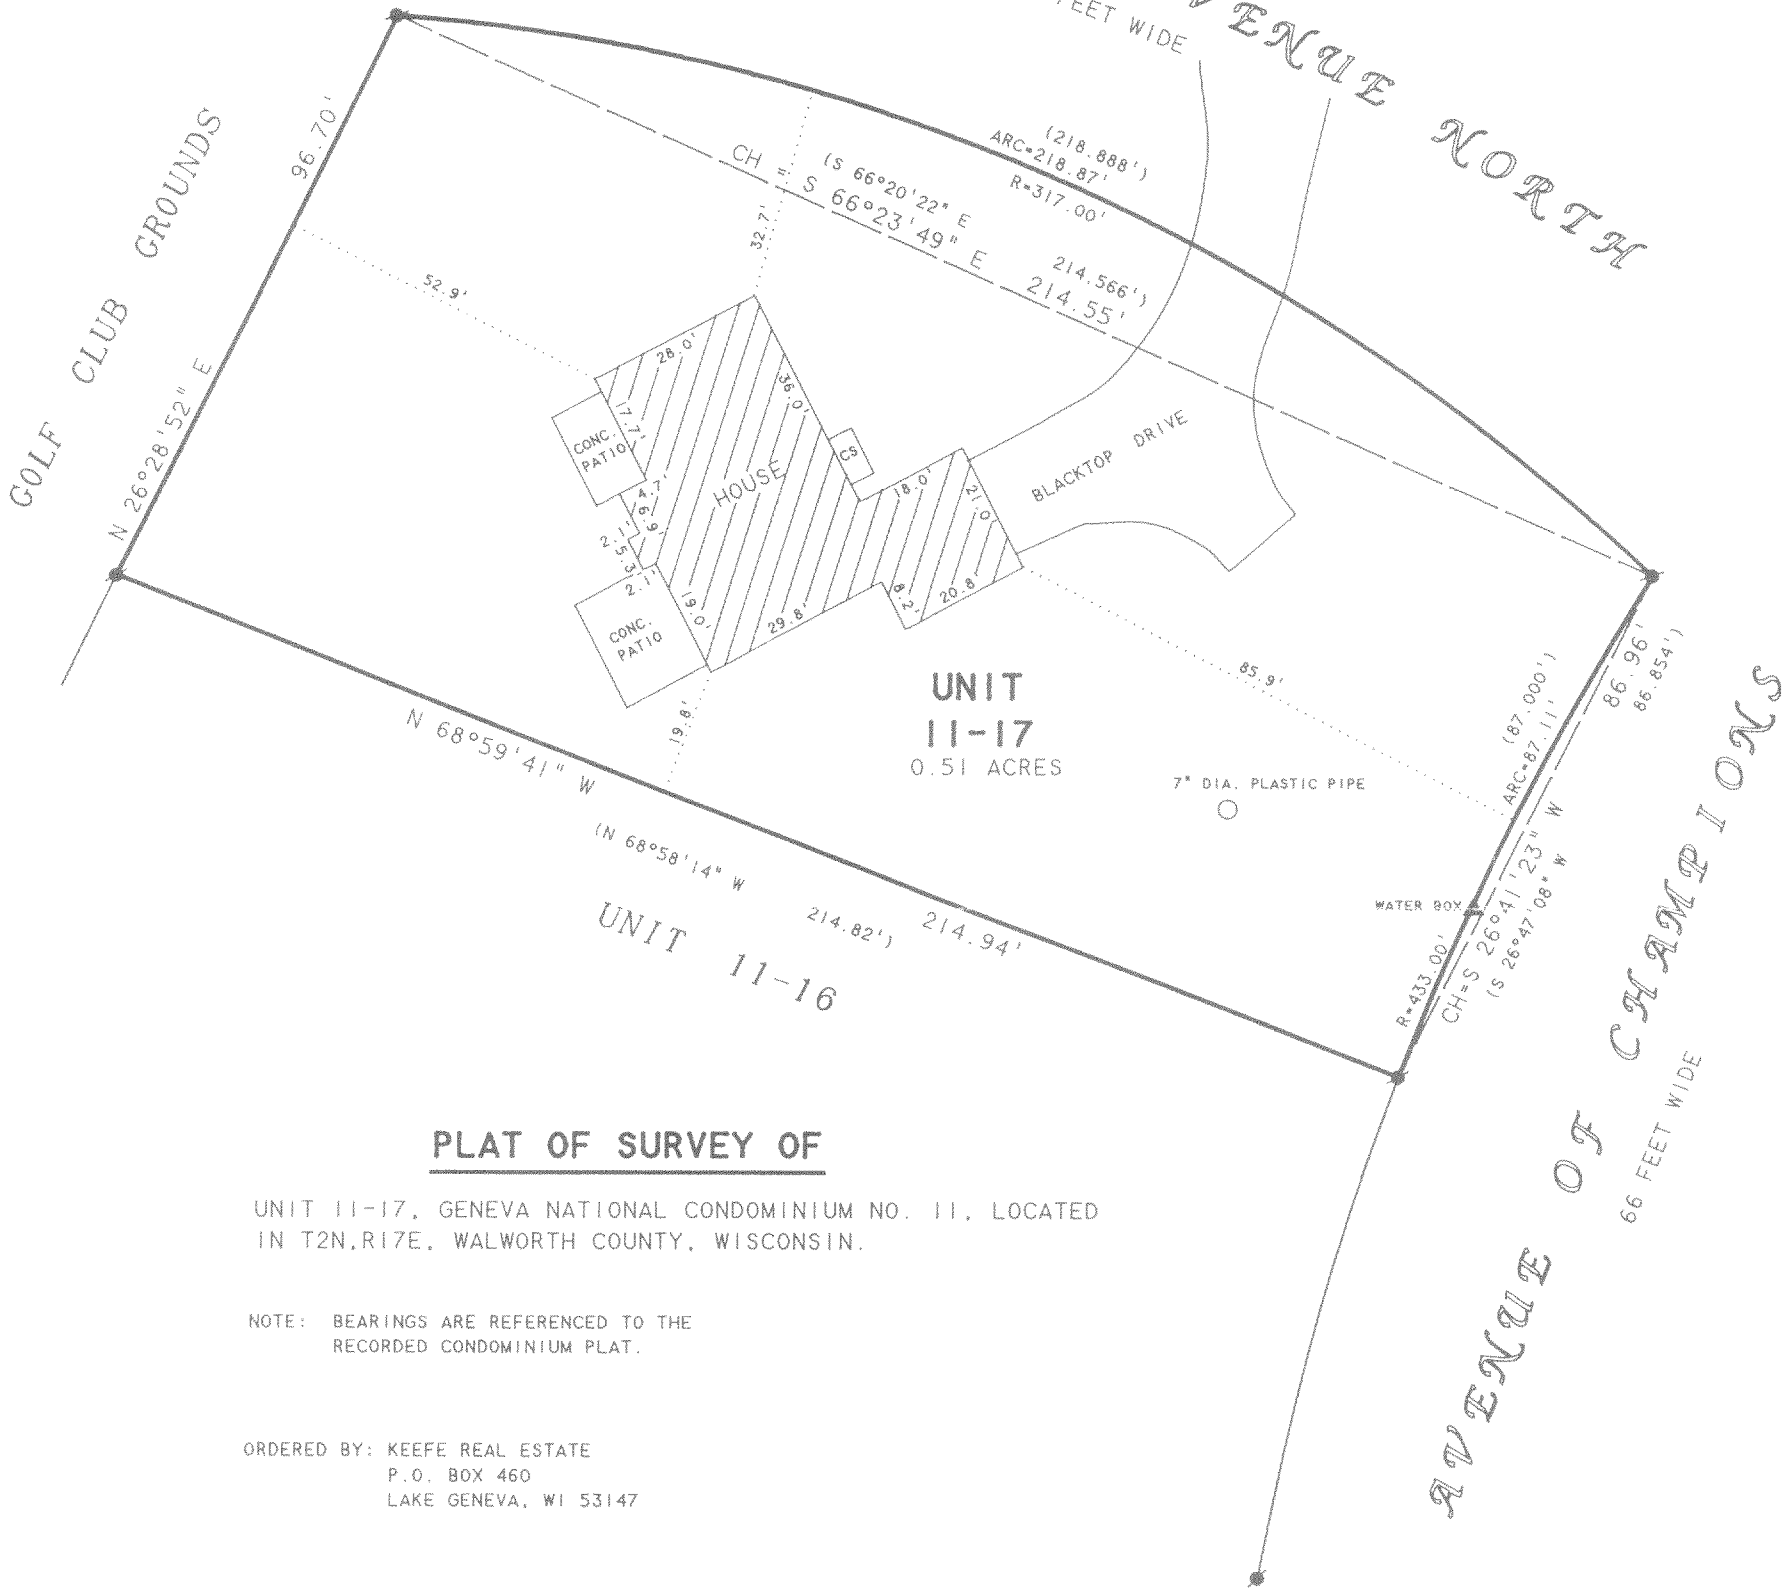 VENUE NORTH
FEET WIDE
GOLF CLUB GROUNDS
96.70'
N 26°28'52" E
(218.888')
ARC=218.87'
R=317.00'
(S 66°20'22" E
214.566')
CH = S 66°23'49" E 214.55'
32.7'
52.9'
28.0'
36.0'
17.7'
CONC.
PATIO
HOUSE
CS
18.0'
21.0'
BLACKTOP DRIVE
4.7'
6.9'
2.1'
5.3'
2.1'
19.0'
29.8'
8.2'
20.8'
CONC.
PATIO
19.8'
85.9'
UNIT
11-17
0.51 ACRES
7" DIA. PLASTIC PIPE
WATER BOX
(87.000')
ARC=87.11'
R=433.00'
86.96'
86.854')
CH=S 26°41'23" W
(S 26°47'08" W
N 68°59'41" W
214.94'
(N 68°58'14" W
214.82')
UNIT 11-16
AVENUE OF CHAMPIONS
66 FEET WIDE
PLAT OF SURVEY OF
UNIT 11-17, GENEVA NATIONAL CONDOMINIUM NO. 11, LOCATED
IN T2N,R17E, WALWORTH COUNTY, WISCONSIN.
NOTE: BEARINGS ARE REFERENCED TO THE
RECORDED CONDOMINIUM PLAT.
ORDERED BY: KEEFE REAL ESTATE
P.O. BOX 460
LAKE GENEVA, WI 53147